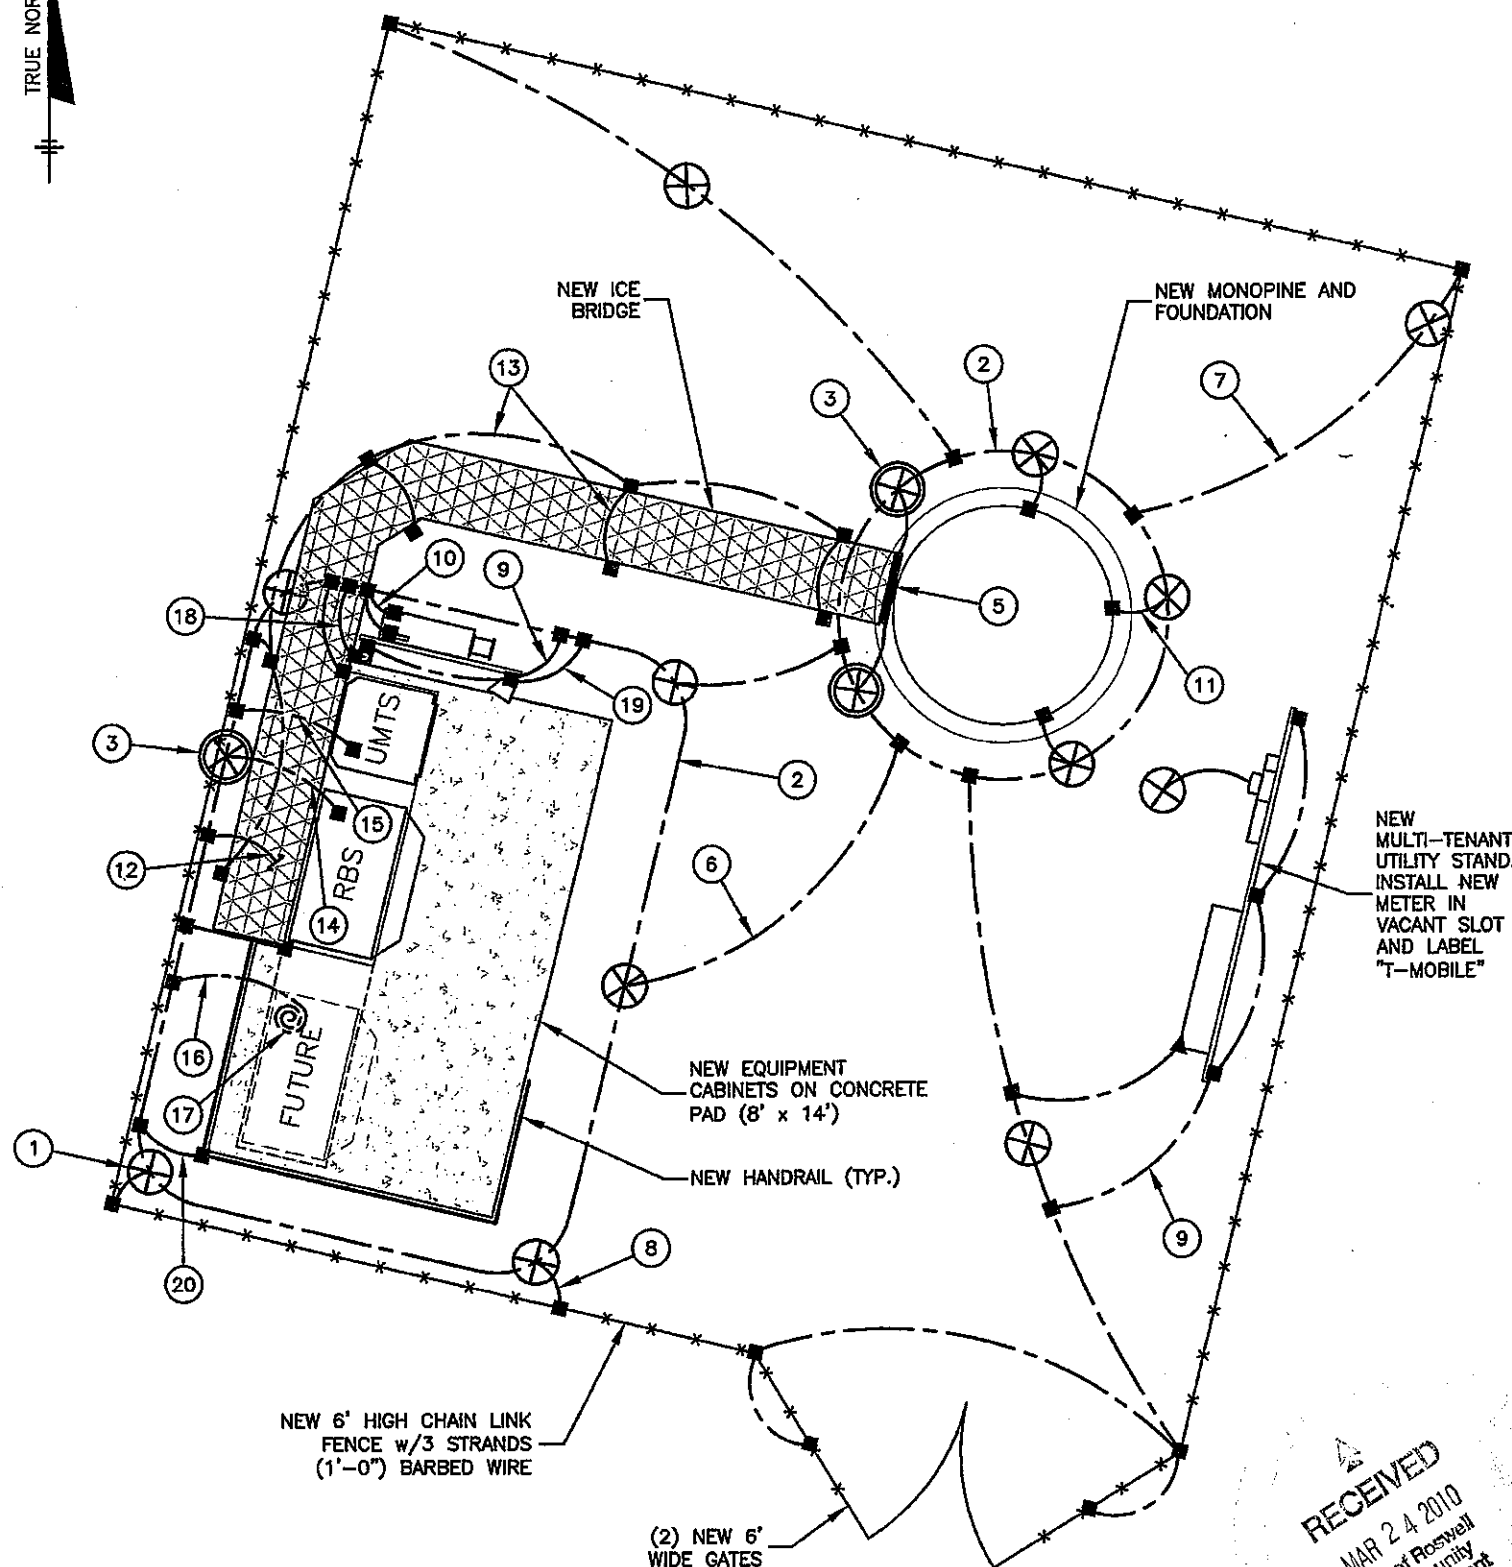 TRUE
NEW ICE
BRIDGE
NEW MONOPINE AND
FOUNDATION
13
2
7
3
10
9
5
18
11
19
UMTS
3
2
15
12
RBS
6
14
NEW
MULTI-TENANT
UTILITY STAND.
INSTALL NEW
METER IN
VACANT SLOT
AND LABEL
"T-MOBILE"
16
17
FUTURE
NEW EQUIPMENT
CABINETS ON CONCRETE
PAD (8' x 14')
1
NEW HANDRAIL (TYP.)
20
8
9
NEW 6' HIGH CHAIN LINK
FENCE w/3 STRANDS
(1'-0") BARBED WIRE
(2) NEW 6'
WIDE GATES
RECEIVED
MAR 24 2010
Roswell